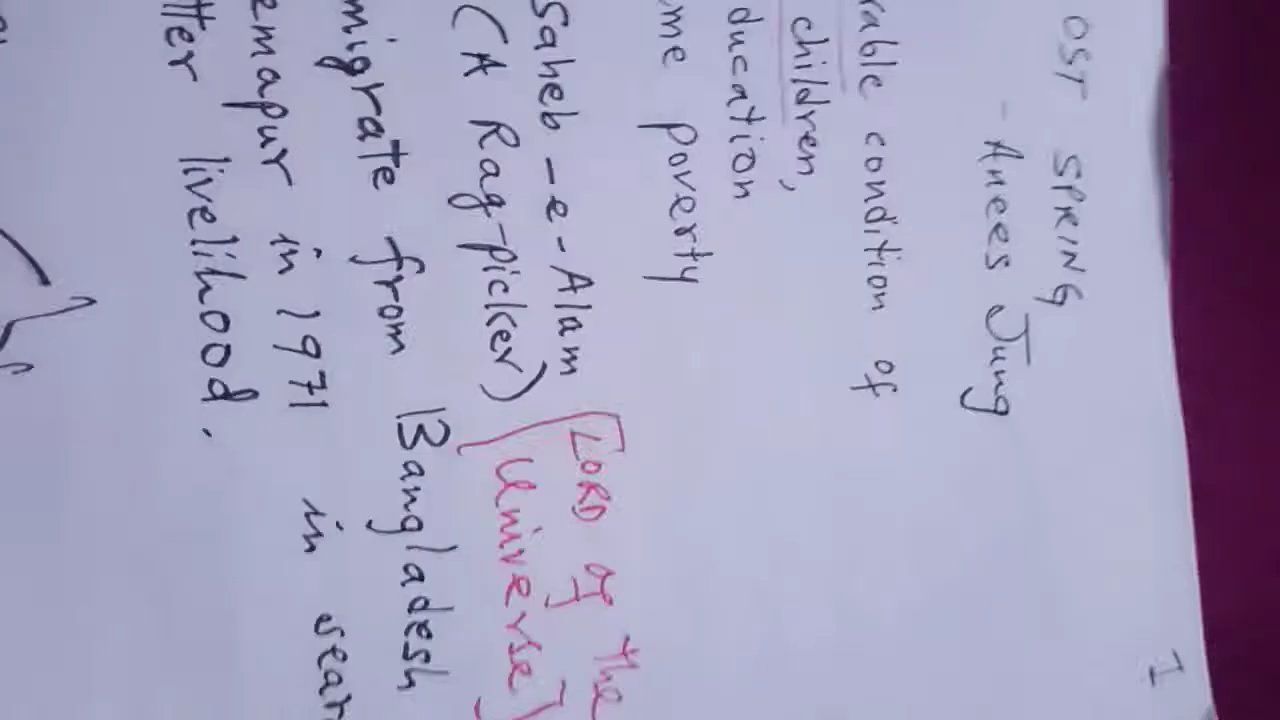 I
OST SPRING
- Anees Jung
rable condition of
children,
ducation
me poverty
Saheb-e-Alam [LORD of the
(A Rag-picker) Universe]
migrate from Bangladesh
emapur in 1971 in sear
tter livelihood.